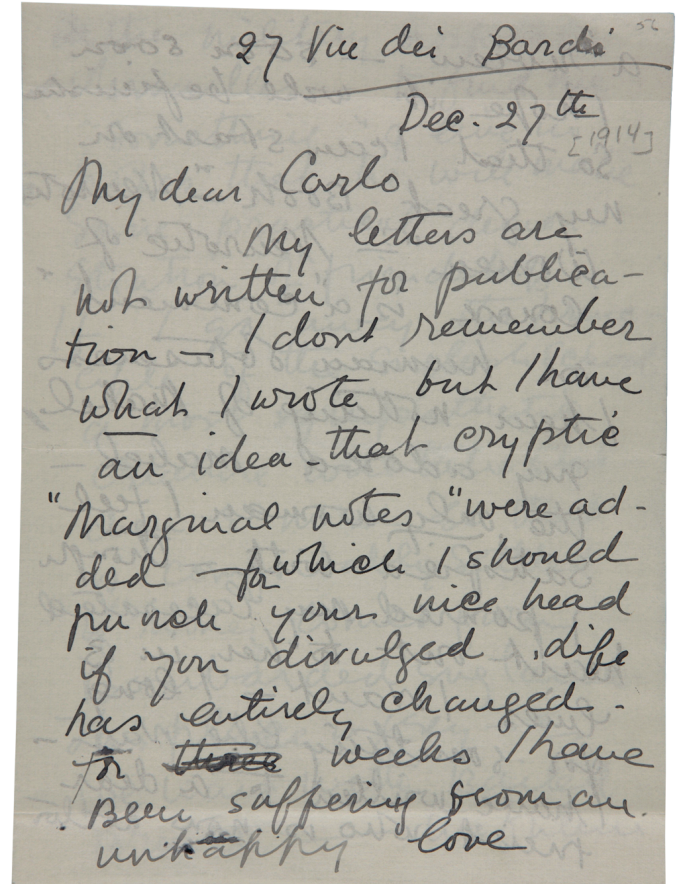 56
27 Via dei Bardi
Dec. 27th
[1914]
My dear Carlo
My letters are
not written for publica-
tion — I dont remember
what I wrote but I have
an idea that cryptic
"Marginal notes" were ad-
ded — for which I should
punch your nice head
if you divulged. Life
has entirely changed -
for weeks I have
Been suffering from an
unhappy love